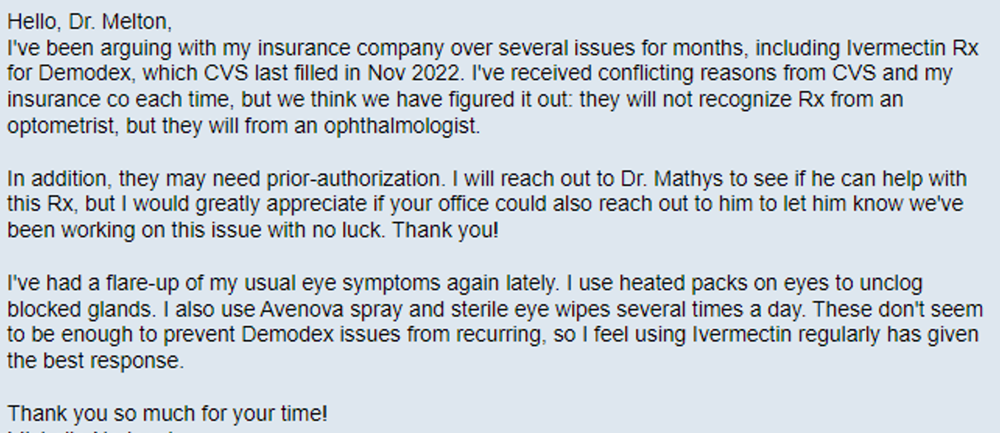 Hello, Dr. Melton,
I've been arguing with my insurance company over several issues for months, including Ivermectin Rx
for Demodex, which CVS last filled in Nov 2022. I've received conflicting reasons from CVS and my
insurance co each time, but we think we have figured it out: they will not recognize Rx from an
optometrist, but they will from an ophthalmologist.
In addition, they may need prior-authorization. I will reach out to Dr. Mathys to see if he can help with
this Rx, but I would greatly appreciate if your office could also reach out to him to let him know we've
been working on this issue with no luck. Thank you!
I've had a flare-up of my usual eye symptoms again lately. I use heated packs on eyes to unclog
blocked glands. I also use Avenova spray and sterile eye wipes several times a day. These don't seem
to be enough to prevent Demodex issues from recurring, so I feel using Ivermectin regularly has given
the best response.
Thank you so much for your time!